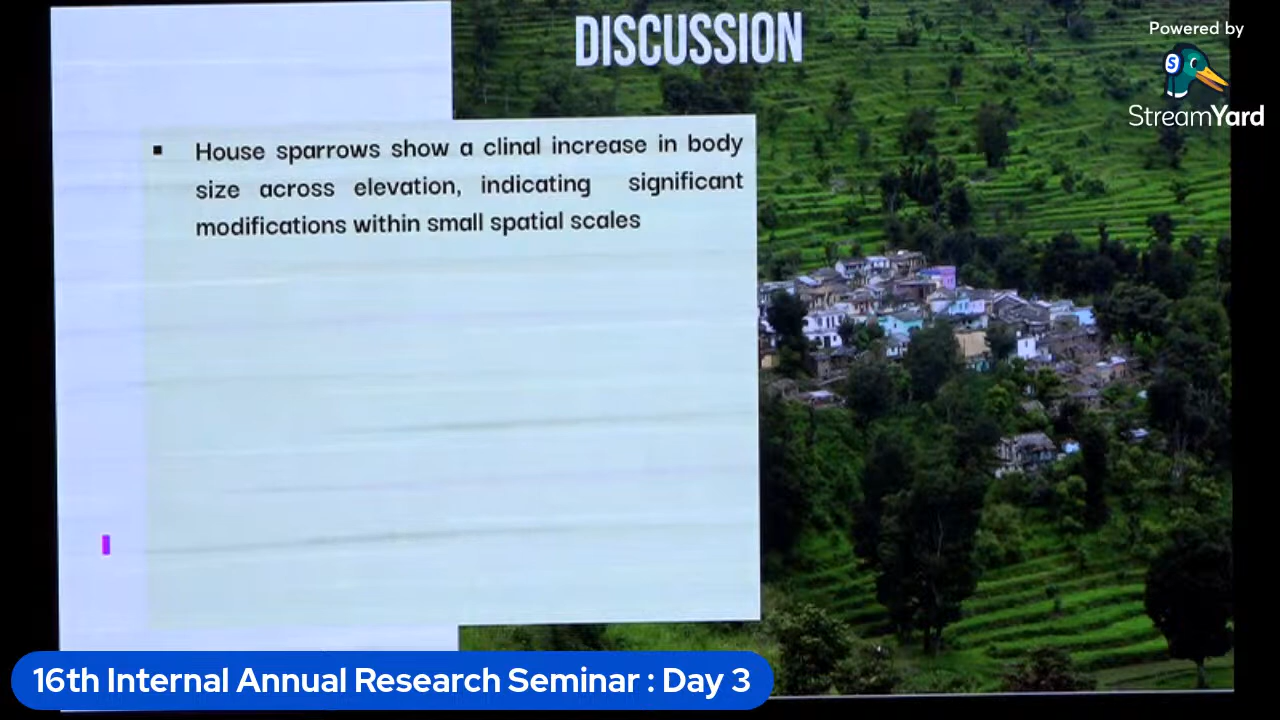 DISCUSSION
Powered by
StreamYard
▪ House sparrows show a clinal increase in body
size across elevation, indicating significant
modifications within small spatial scales
16th Internal Annual Research Seminar : Day 3